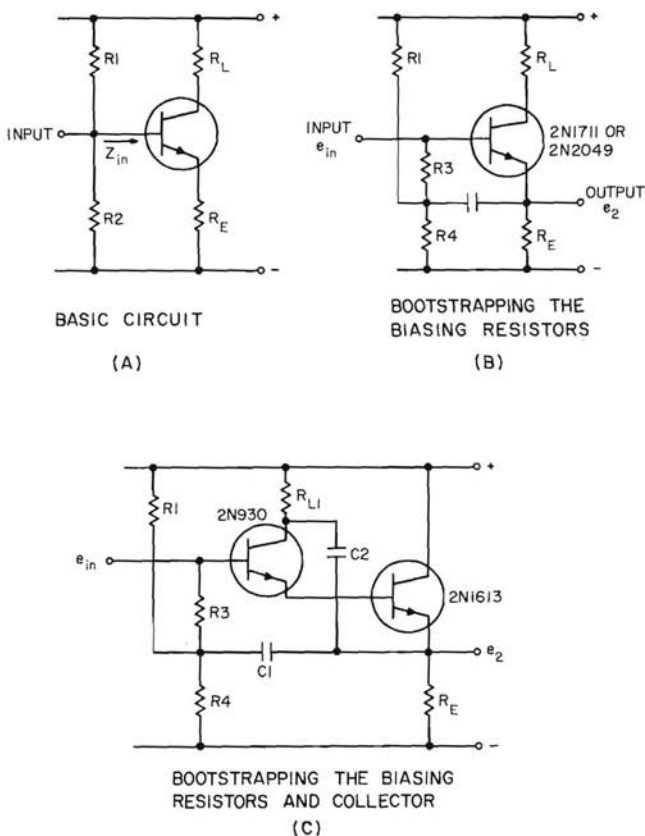 +
R1
RL
INPUT
Zin
R2
RE
-
BASIC CIRCUIT
(A)
+
R1
RL
INPUT
ein
2N1711 OR
2N2049
R3
OUTPUT
e2
R4
RE
-
BOOTSTRAPPING THE
BIASING RESISTORS
(B)
+
R1
RL1
2N930
C2
ein
2N1613
R3
e2
C1
R4
RE
-
BOOTSTRAPPING THE BIASING
RESISTORS AND COLLECTOR
(C)